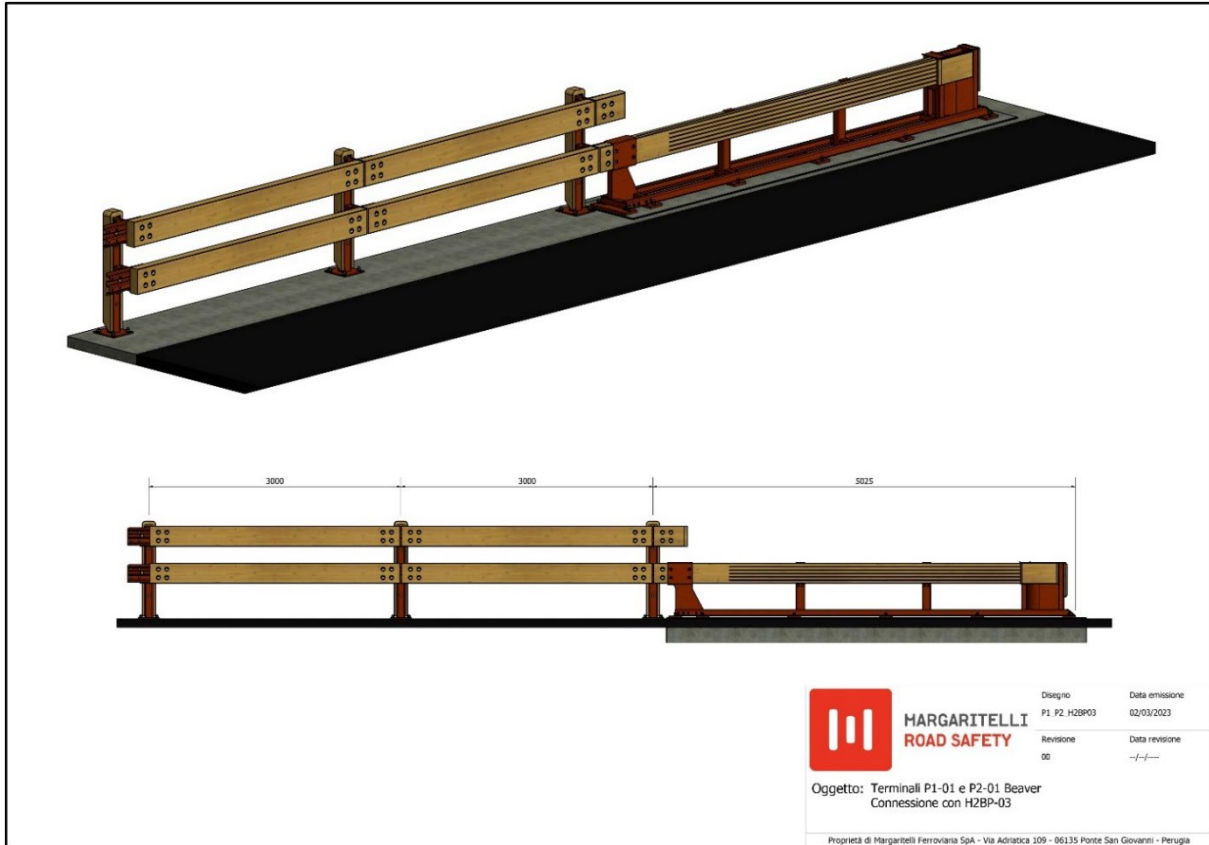 3000
3000
5025
MARGARITELLI
ROAD SAFETY
Disegno
Data emissione
P1_P2_H2BP03
02/03/2023
Revisione
Data revisione
00
--/--/----
Oggetto: Terminali P1-01 e P2-01 Beaver
Connessione con H2BP-03
Proprietà di Margaritelli Ferroviaria SpA - Via Adriatica 109 - 06135 Ponte San Giovanni - Perugia